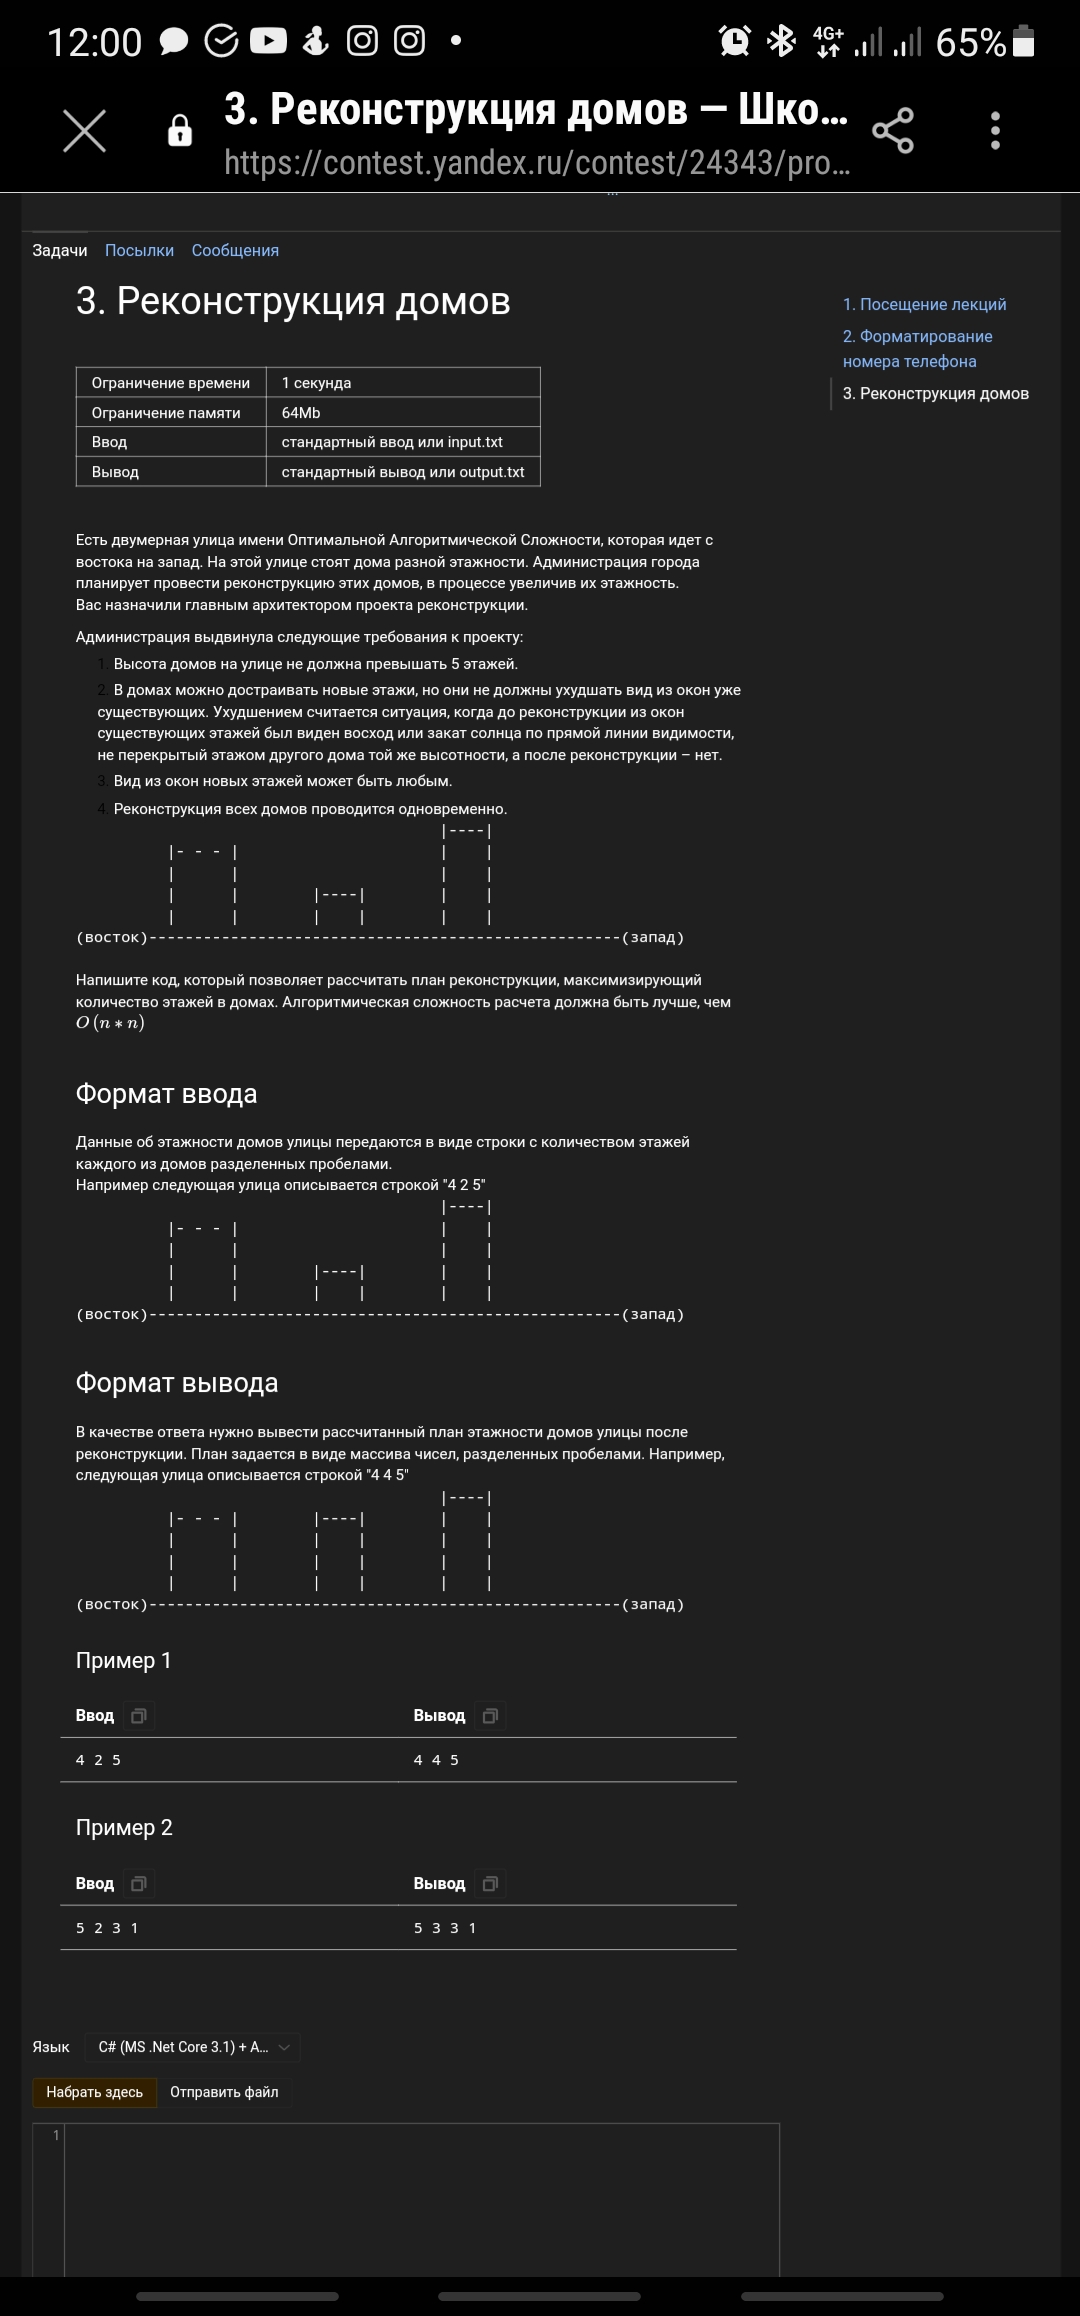 12:00
4G+
65%
3. Реконструкция домов — Шко...
https://contest.yandex.ru/contest/24343/pro...
...
Задачи Посылки Сообщения
3. Реконструкция домов
1. Посещение лекций
2. Форматирование
номера телефона
3. Реконструкция домов
Ограничение времени 1 секунда
Ограничение памяти 64Mb
Ввод стандартный ввод или input.txt
Вывод стандартный вывод или output.txt
Есть двумерная улица имени Оптимальной Алгоритмической Сложности, которая идет с
востока на запад. На этой улице стоят дома разной этажности. Администрация города
планирует провести реконструкцию этих домов, в процессе увеличив их этажность.
Вас назначили главным архитектором проекта реконструкции.
Администрация выдвинула следующие требования к проекту:
1. Высота домов на улице не должна превышать 5 этажей.
2. В домах можно достраивать новые этажи, но они не должны ухудшать вид из окон уже
существующих. Ухудшением считается ситуация, когда до реконструкции из окон
существующих этажей был виден восход или закат солнца по прямой линии видимости,
не перекрытый этажом другого дома той же высотности, а после реконструкции – нет.
3. Вид из окон новых этажей может быть любым.
4. Реконструкция всех домов проводится одновременно.
|----|
|- - - | | |
| | | |
| | |----| | |
| | | | | |
(восток)----------------------------------------------------(запад)
Напишите код, который позволяет рассчитать план реконструкции, максимизирующий
количество этажей в домах. Алгоритмическая сложность расчета должна быть лучше, чем
O (n * n)
Формат ввода
Данные об этажности домов улицы передаются в виде строки с количеством этажей
каждого из домов разделенных пробелами.
Например следующая улица описывается строкой "4 2 5"
|----|
|- - - | | |
| | | |
| | |----| | |
| | | | | |
(восток)----------------------------------------------------(запад)
Формат вывода
В качестве ответа нужно вывести рассчитанный план этажности домов улицы после
реконструкции. План задается в виде массива чисел, разделенных пробелами. Например,
следующая улица описывается строкой "4 4 5"
|----|
|- - - | |----| | |
| | | | | |
| | | | | |
| | | | | |
(восток)----------------------------------------------------(запад)
Пример 1
Ввод Вывод
4 2 5 4 4 5
Пример 2
Ввод Вывод
5 2 3 1 5 3 3 1
Язык C# (MS .Net Core 3.1) + A...
Набрать здесь Отправить файл
1